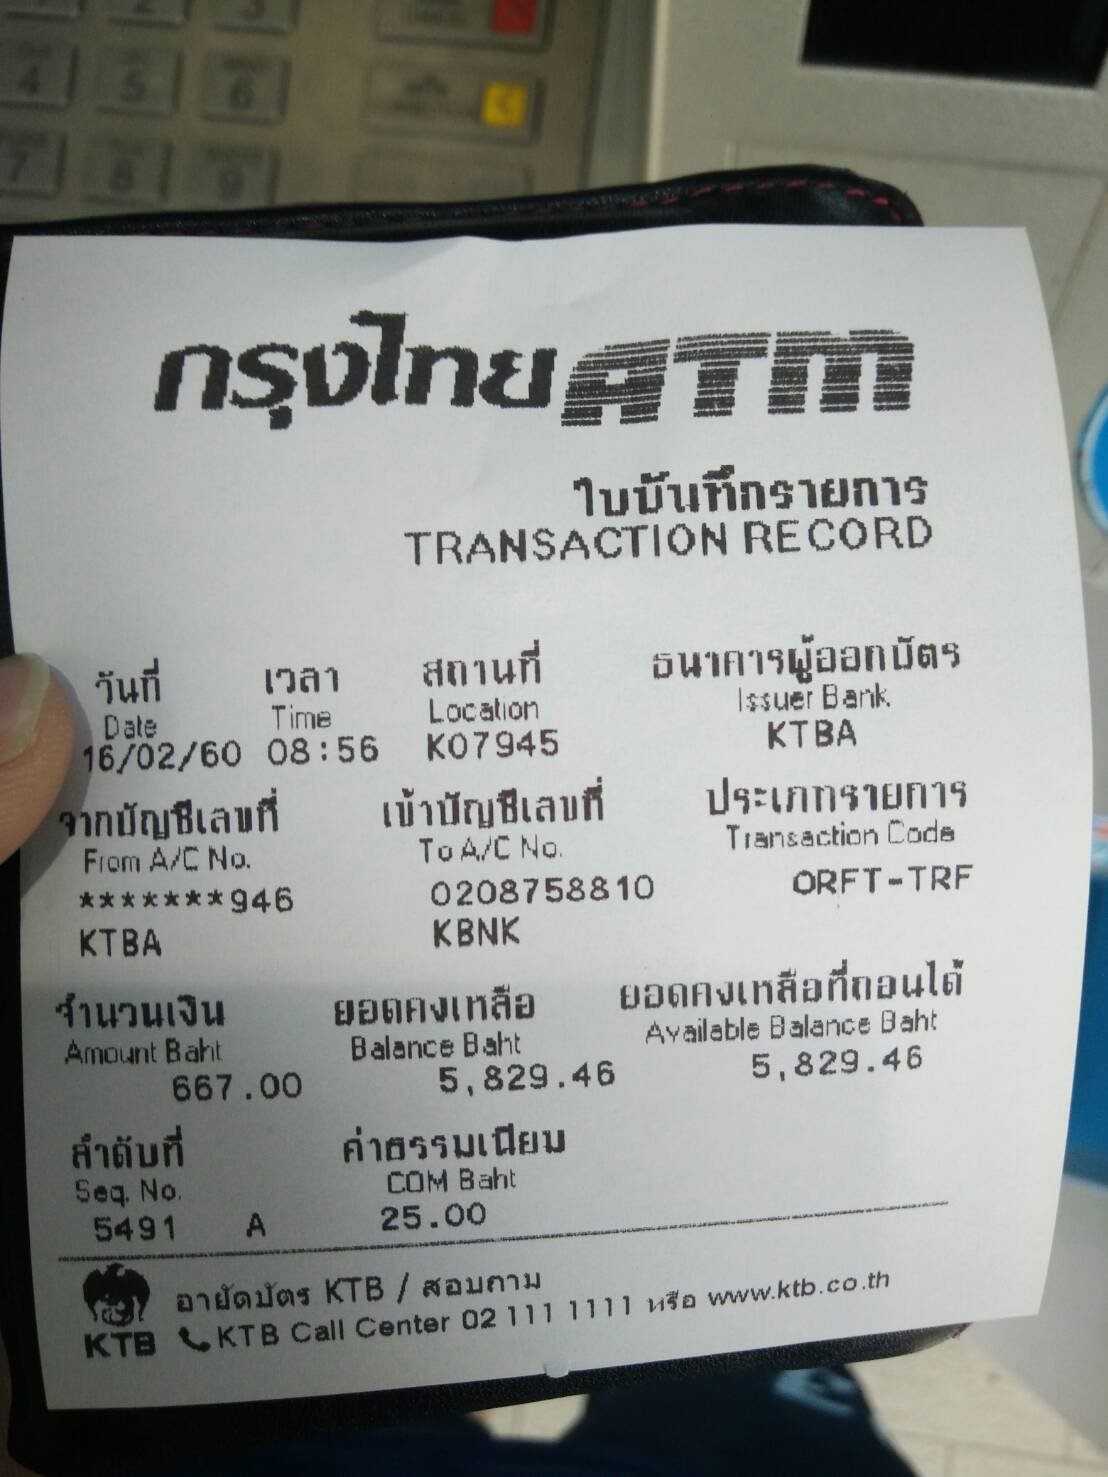 กรุงไทย ATM
ใบบันทึกรายการ
TRANSACTION RECORD
วันที่ เวลา สถานที่ ธนาคารผู้ออกบัตร
Date Time Location Issuer Bank
16/02/60 08:56 K07945 KTBA
จากบัญชีเลขที่ เข้าบัญชีเลขที่ ประเภทรายการ
From A/C No. To A/C No. Transaction Code
*******946 0208758810 ORFT-TRF
KTBA KBNK
จำนวนเงิน ยอดคงเหลือ ยอดคงเหลือที่ถอนได้
Amount Baht Balance Baht Available Balance Baht
667.00 5,829.46 5,829.46
ลำดับที่ ค่าธรรมเนียม
Seq. No. COM Baht
5491 A 25.00
อายัดบัตร KTB / สอบถาม
KTB KTB Call Center 02 111 1111 หรือ www.ktb.co.th